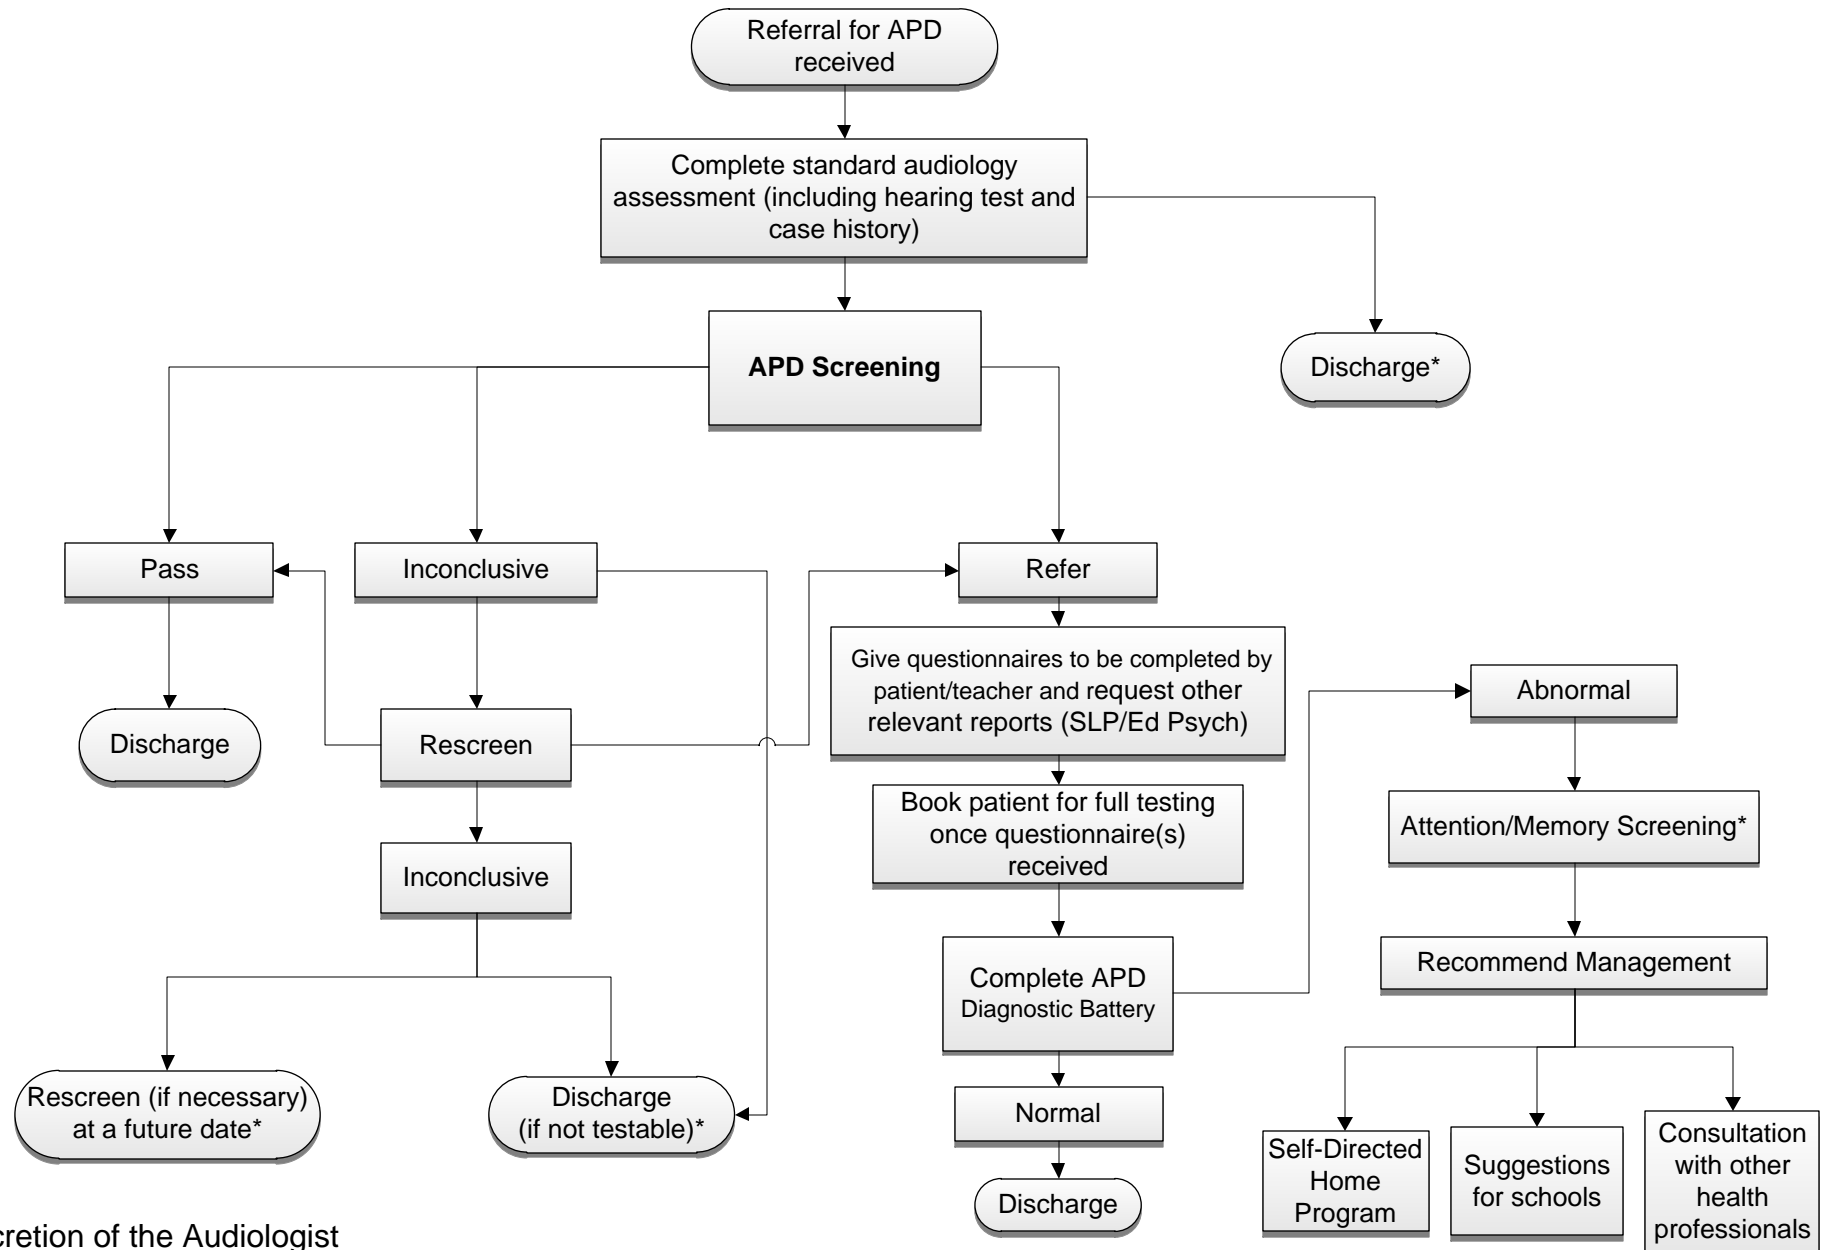 Referral for APD
received
Complete standard audiology
assessment (including hearing test and
case history)
APD Screening
Discharge*
Pass
Inconclusive
Refer
Give questionnaires to be completed by
patient/teacher and request other
relevant reports (SLP/Ed Psych)
Abnormal
Discharge
Rescreen
Book patient for full testing
once questionnaire(s)
received
Attention/Memory Screening*
Inconclusive
Complete APD
Diagnostic Battery
Recommend Management
Rescreen (if necessary)
at a future date*
Discharge
(if not testable)*
Normal
Self-Directed
Home
Program
Suggestions
for schools
Consultation
with other
health
professionals
Discharge
of the Audiologist